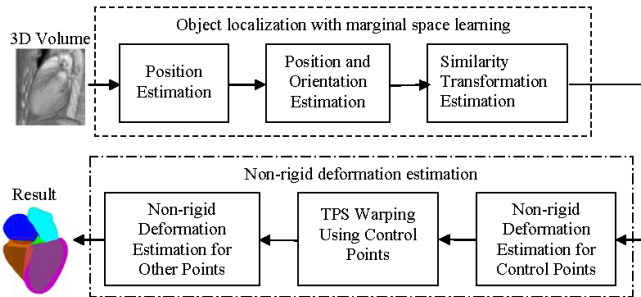 Object localization with marginal space learning
3D Volume
Position
Estimation
Position and
Orientation
Estimation
Similarity
Transformation
Estimation
Non-rigid deformation estimation
Result
Non-rigid
Deformation
Estimation for
Other Points
TPS Warping
Using Control
Points
Non-rigid
Deformation
Estimation for
Control Points